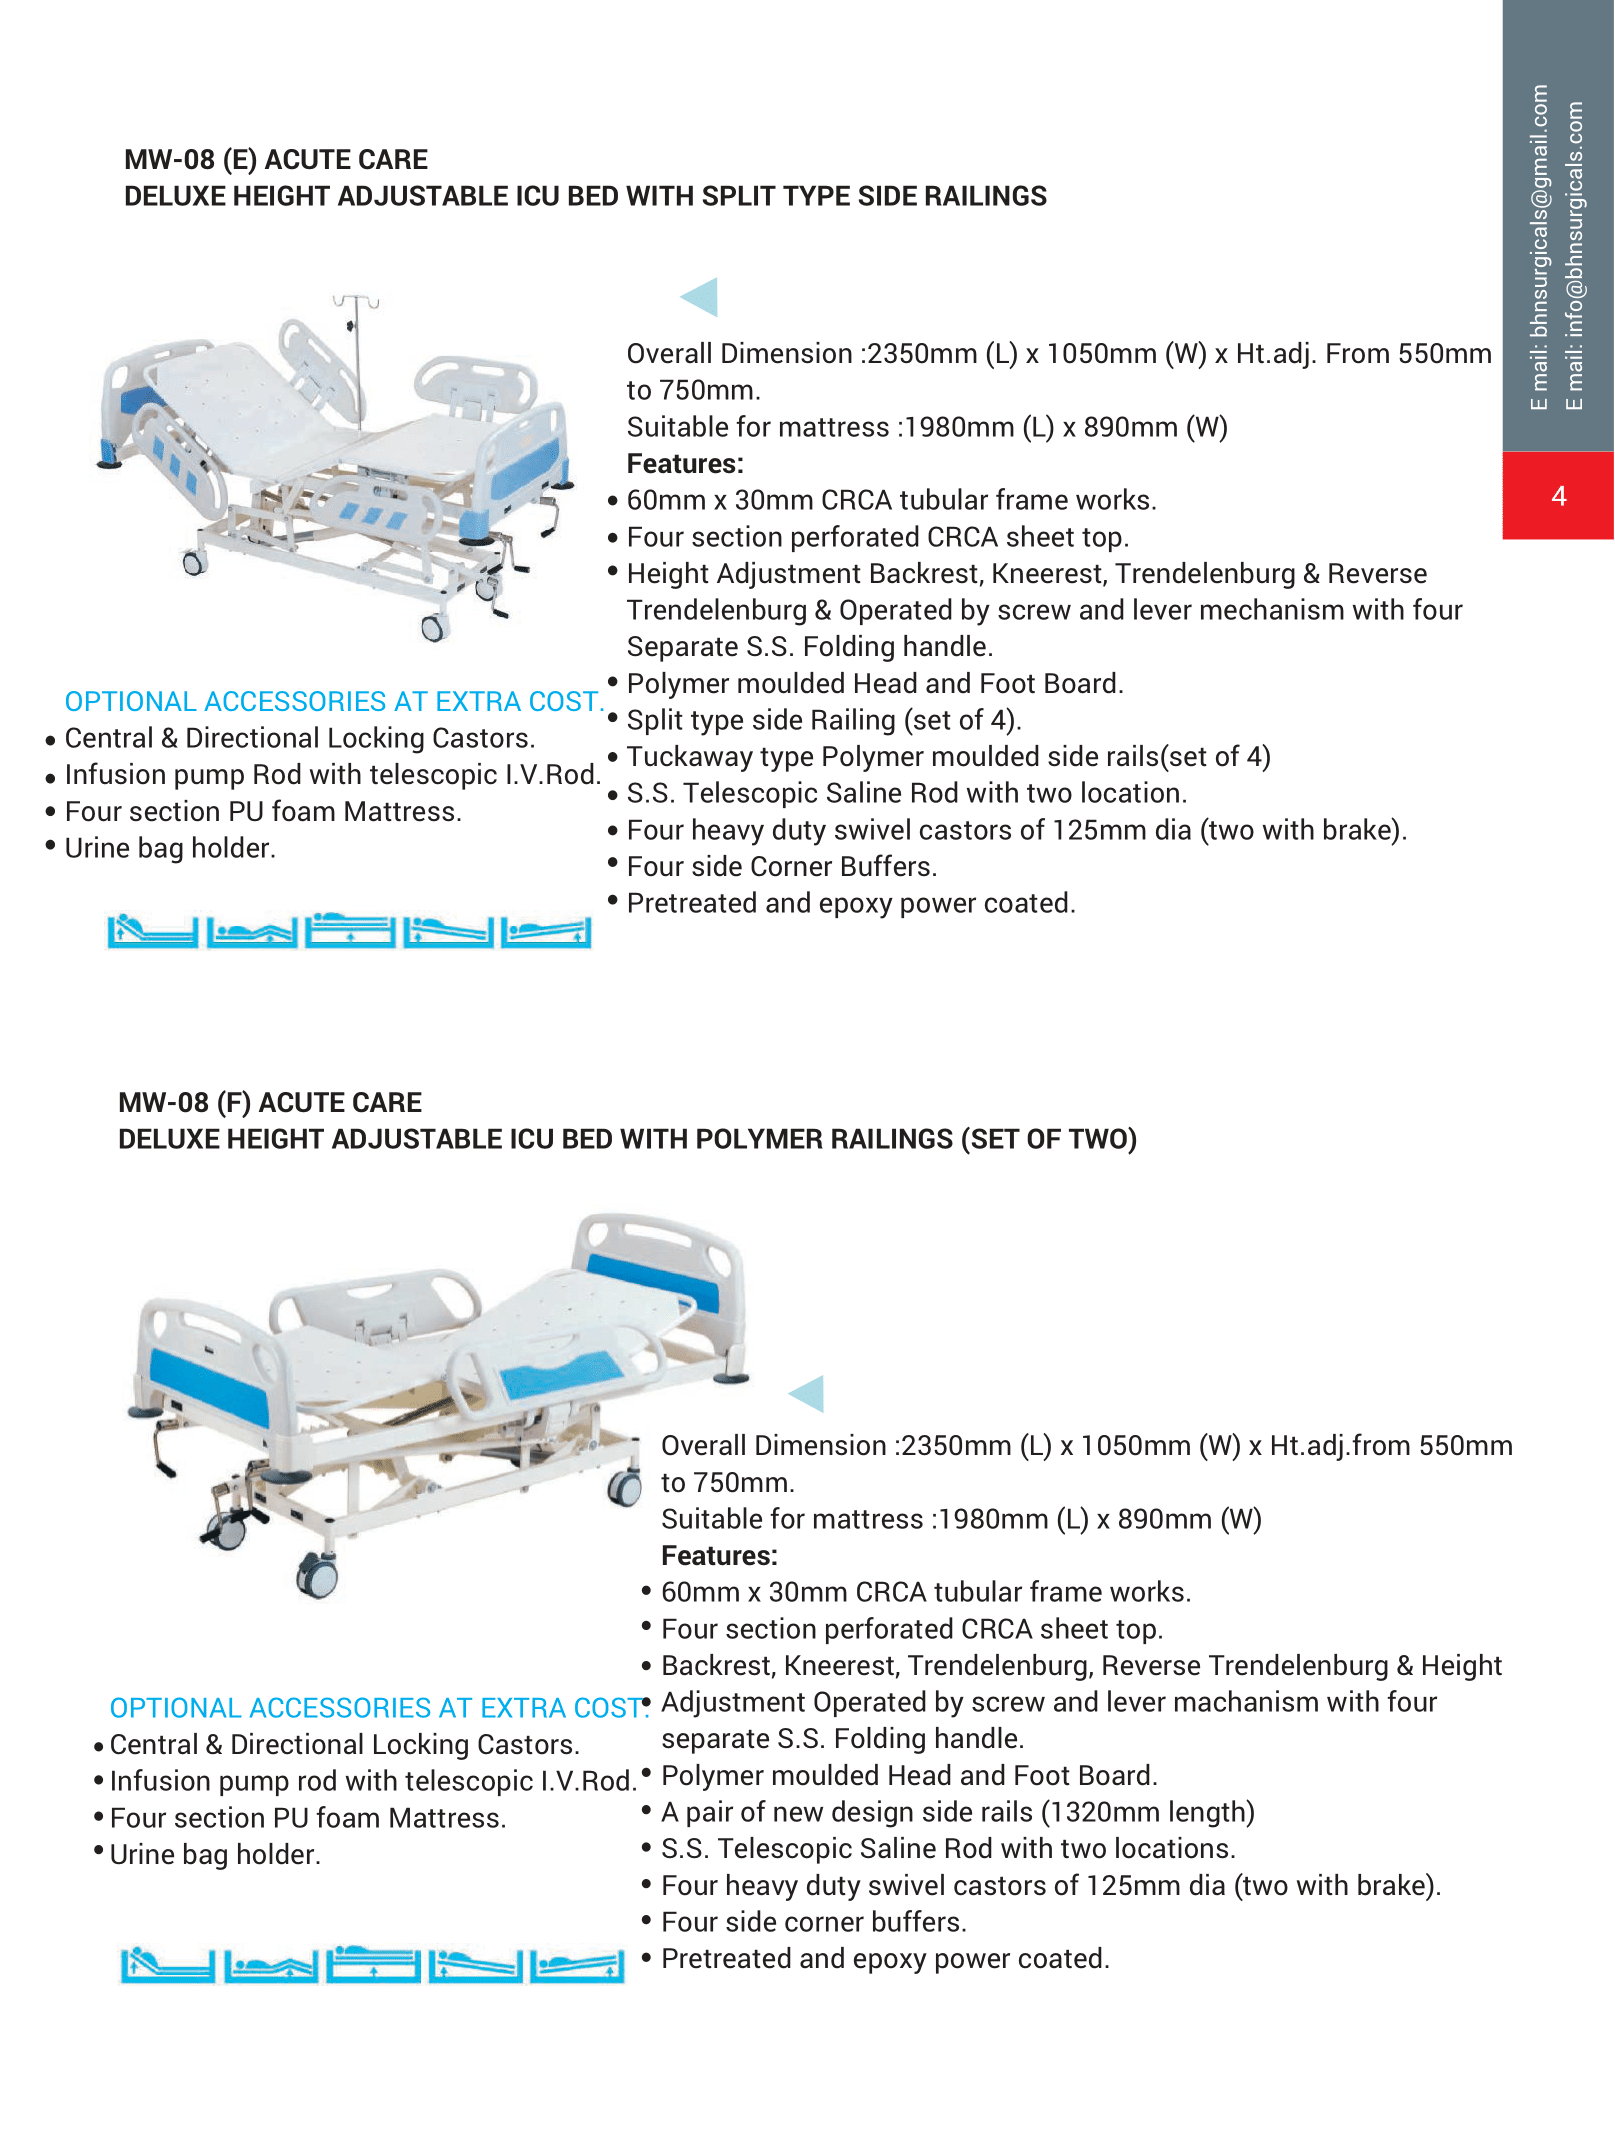 E mail: bhnsurgicals@gmail.com
E mail: info@bhnsurgicals.com
4
MW-08 (E) ACUTE CARE
DELUXE HEIGHT ADJUSTABLE ICU BED WITH SPLIT TYPE SIDE RAILINGS
Overall Dimension :2350mm (L) x 1050mm (W) x Ht.adj. From 550mm
to 750mm.
Suitable for mattress :1980mm (L) x 890mm (W)
Features:
• 60mm x 30mm CRCA tubular frame works.
• Four section perforated CRCA sheet top.
• Height Adjustment Backrest, Kneerest, Trendelenburg & Reverse
Trendelenburg & Operated by screw and lever mechanism with four
Separate S.S. Folding handle.
• Polymer moulded Head and Foot Board.
• Split type side Railing (set of 4).
• Tuckaway type Polymer moulded side rails(set of 4)
• S.S. Telescopic Saline Rod with two location.
• Four heavy duty swivel castors of 125mm dia (two with brake).
• Four side Corner Buffers.
• Pretreated and epoxy power coated.
OPTIONAL ACCESSORIES AT EXTRA COST.
• Central & Directional Locking Castors.
• Infusion pump Rod with telescopic I.V.Rod.
• Four section PU foam Mattress.
• Urine bag holder.
MW-08 (F) ACUTE CARE
DELUXE HEIGHT ADJUSTABLE ICU BED WITH POLYMER RAILINGS (SET OF TWO)
Overall Dimension :2350mm (L) x 1050mm (W) x Ht.adj.from 550mm
to 750mm.
Suitable for mattress :1980mm (L) x 890mm (W)
Features:
• 60mm x 30mm CRCA tubular frame works.
• Four section perforated CRCA sheet top.
• Backrest, Kneerest, Trendelenburg, Reverse Trendelenburg & Height
• Adjustment Operated by screw and lever machanism with four
separate S.S. Folding handle.
• Polymer moulded Head and Foot Board.
• A pair of new design side rails (1320mm length)
• S.S. Telescopic Saline Rod with two locations.
• Four heavy duty swivel castors of 125mm dia (two with brake).
• Four side corner buffers.
• Pretreated and epoxy power coated.
OPTIONAL ACCESSORIES AT EXTRA COST.
• Central & Directional Locking Castors.
• Infusion pump rod with telescopic I.V.Rod.
• Four section PU foam Mattress.
• Urine bag holder.